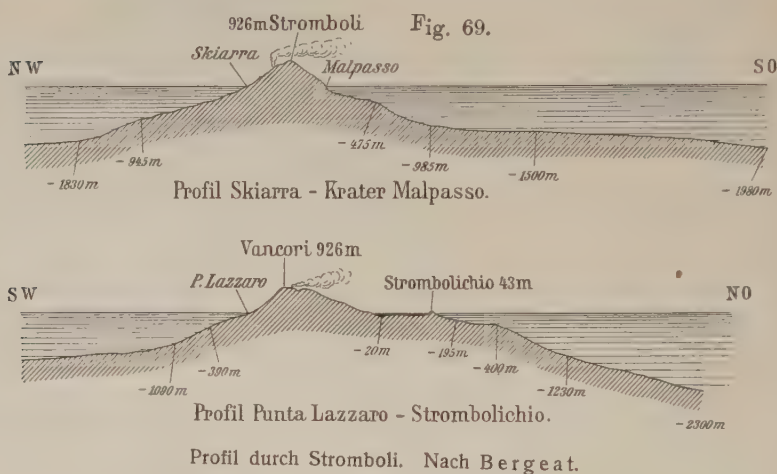 Fig. 69.
926m Stromboli
Skiarra
Malpasso
NW
SO
- 1830m
- 945m
- 475m
- 985m
- 1500m
- 1980m
Profil Skiarra - Krater Malpasso.
Vancori 926m
P. Lazzaro
Strombolichio 43m
SW
NO
- 1090m
- 390m
- 20m
- 195m
- 400m
- 1230m
- 2300m
Profil Punta Lazzaro - Strombolichio.
Profil durch Stromboli. Nach Bergeat.